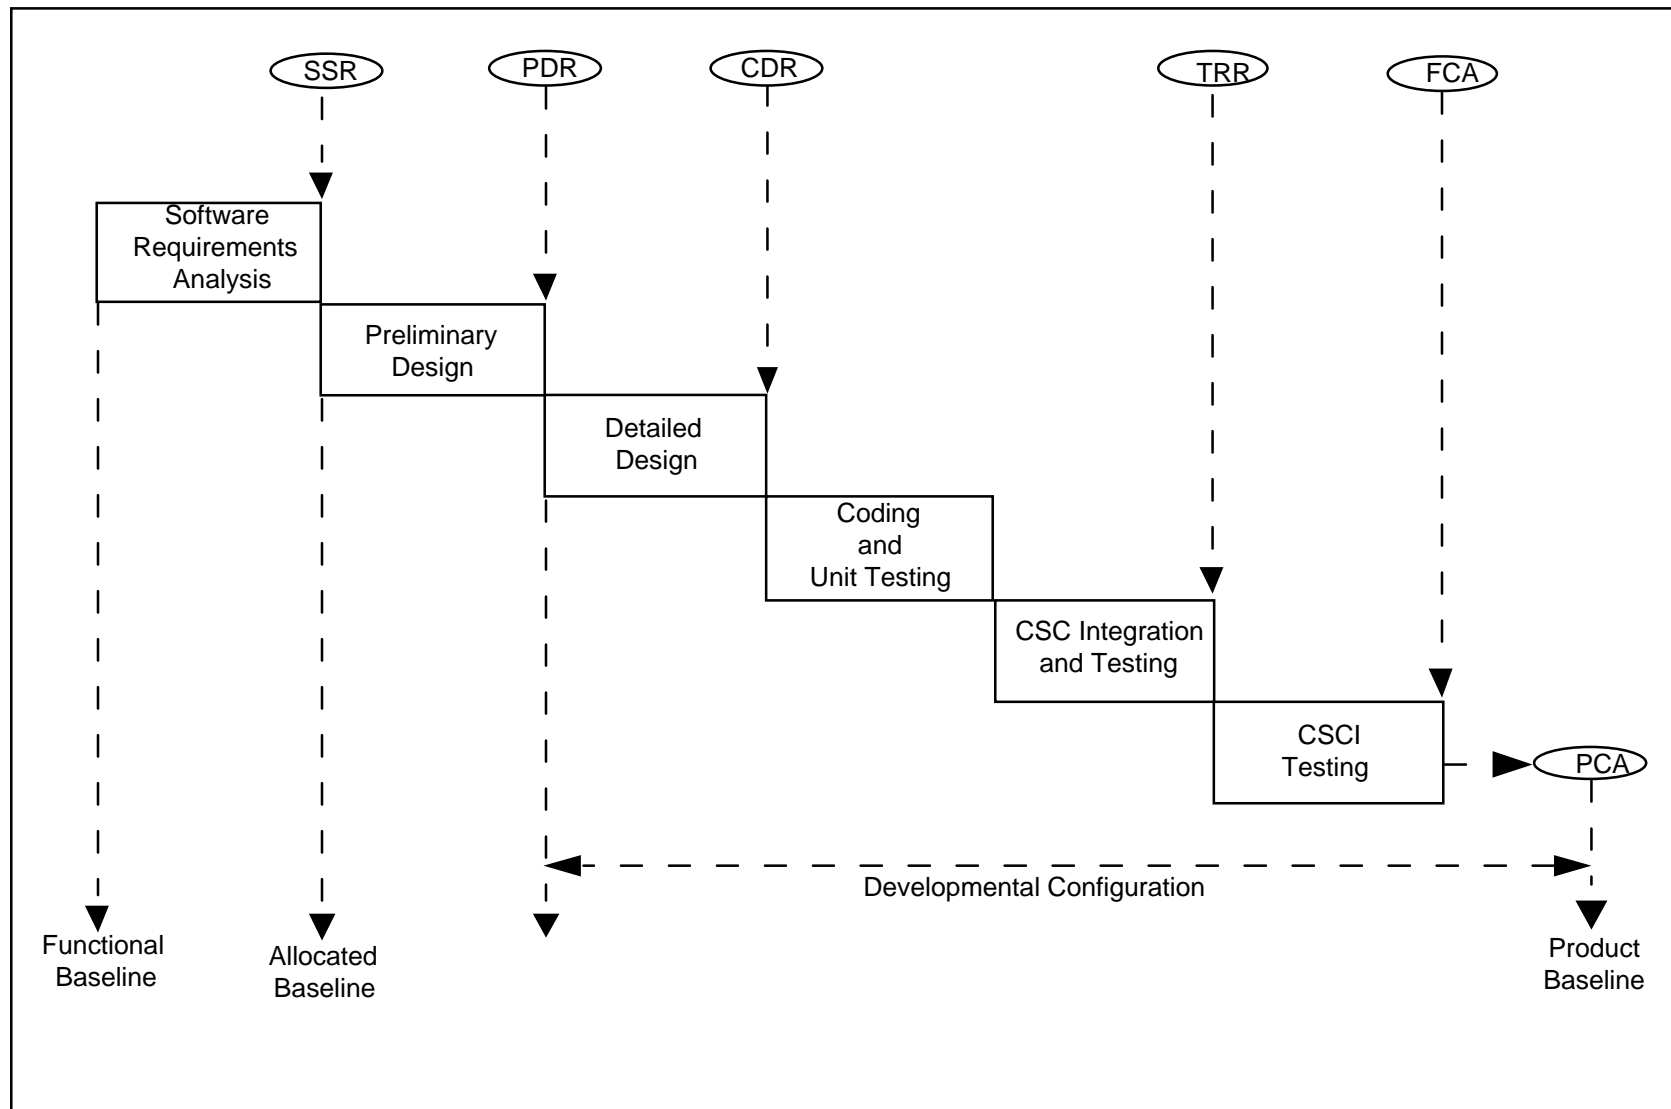 SSR
PDR
CDR
TRR
FCA
Software
Requirements
Analysis
Preliminary
Design
Detailed
Design
Coding
and
Unit Testing
CSC Integration
and Testing
CSCI
Testing
PCA
Developmental Configuration
Functional
Baseline
Allocated
Baseline
Product
Baseline